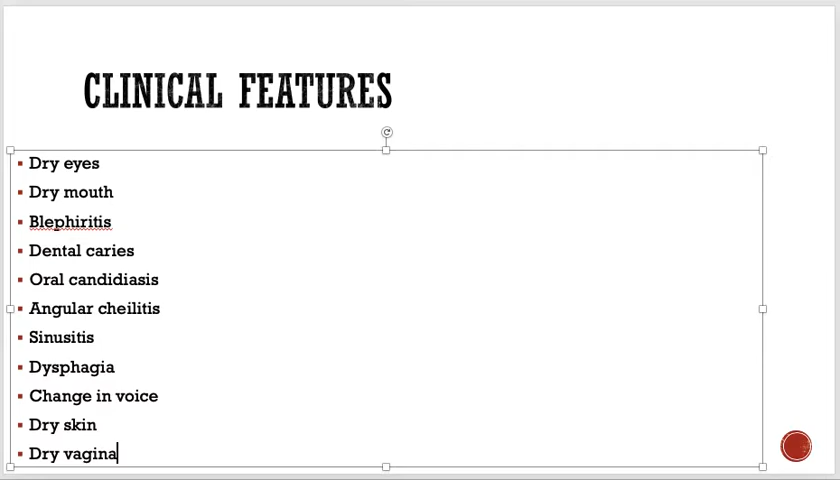 CLINICAL FEATURES
Dry eyes
Dry mouth
Blephiritis
Dental caries
Oral candidiasis
Angular cheilitis
Sinusitis
Dysphagia
Change in voice
Dry skin
Dry vagina